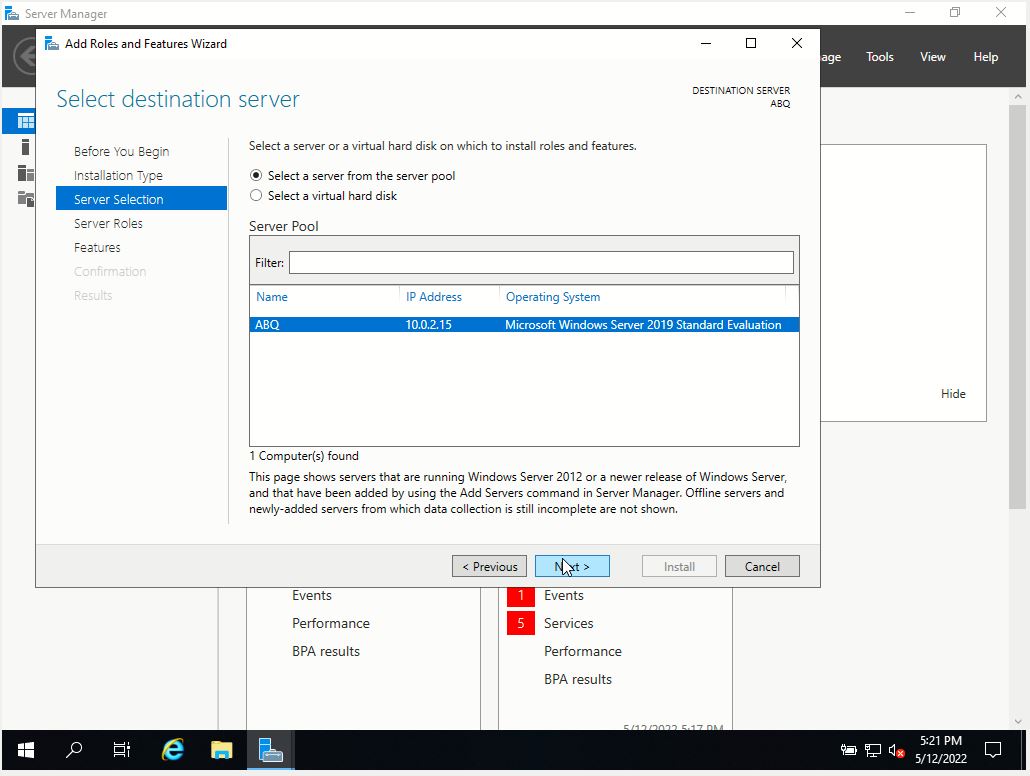 Server Manager
Add Roles and Features Wizard
Tools
View
Help
Select destination server
DESTINATION SERVER
ABQ
Before You Begin
Installation Type
Server Selection
Server Roles
Features
Confirmation
Results
Select a server or a virtual hard disk on which to install roles and features.
Select a server from the server pool
Select a virtual hard disk
Server Pool
Filter:
Name IP Address Operating System
ABQ 10.0.2.15 Microsoft Windows Server 2019 Standard Evaluation
1 Computer(s) found
This page shows servers that are running Windows Server 2012 or a newer release of Windows Server,
and that have been added by using the Add Servers command in Server Manager. Offline servers and
newly-added servers from which data collection is still incomplete are not shown.
Hide
< Previous
Next >
Install
Cancel
Events
Performance
BPA results
1 Events
5 Services
Performance
BPA results
5/12/2022 5:17 PM
5:21 PM
5/12/2022